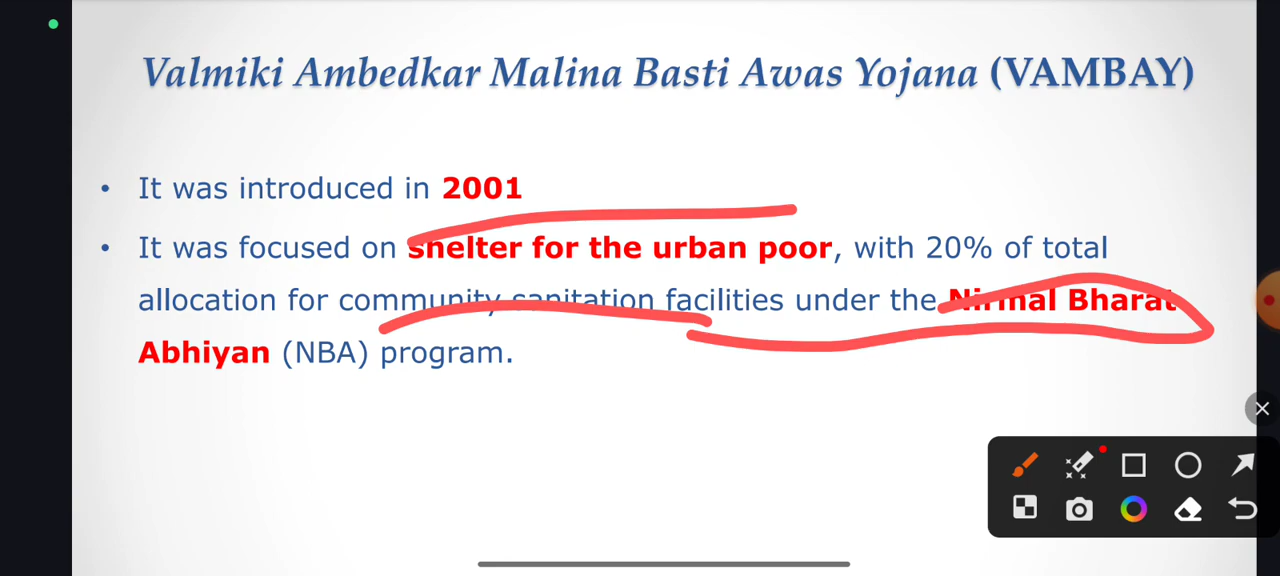 Valmiki Ambedkar Malina Basti Awas Yojana (VAMBAY)
• It was introduced in 2001
• It was focused on shelter for the urban poor, with 20% of total
allocation for community sanitation facilities under the Nirmal Bharat
Abhiyan (NBA) program.